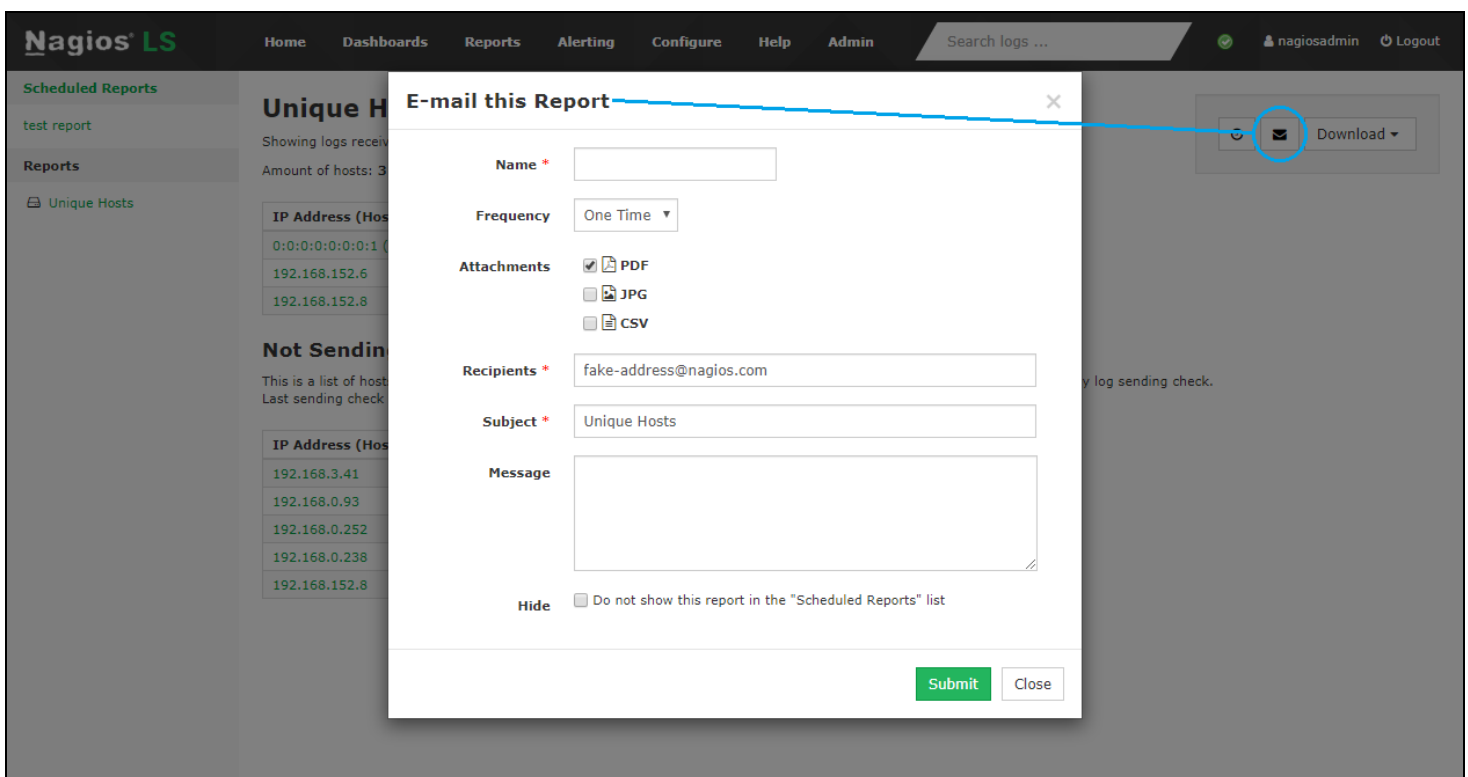 Nagios LS Home Dashboards Reports Alerting Configure Help Admin Search logs ... nagiosadmin Logout
Scheduled Reports
test report
Reports
Unique Hosts
Unique H
Showing logs receiv
Amount of hosts: 3
IP Address (Hos
0:0:0:0:0:0:0:1 (
192.168.152.6
192.168.152.8
Not Sendin
This is a list of host
y log sending check.
Last sending check
IP Address (Hos
192.168.3.41
192.168.0.93
192.168.0.252
192.168.0.238
192.168.152.8
Download
E-mail this Report ×
Name *
Frequency One Time
Attachments PDF
JPG
CSV
Recipients * fake-address@nagios.com
Subject * Unique Hosts
Message
Hide Do not show this report in the "Scheduled Reports" list
Submit Close